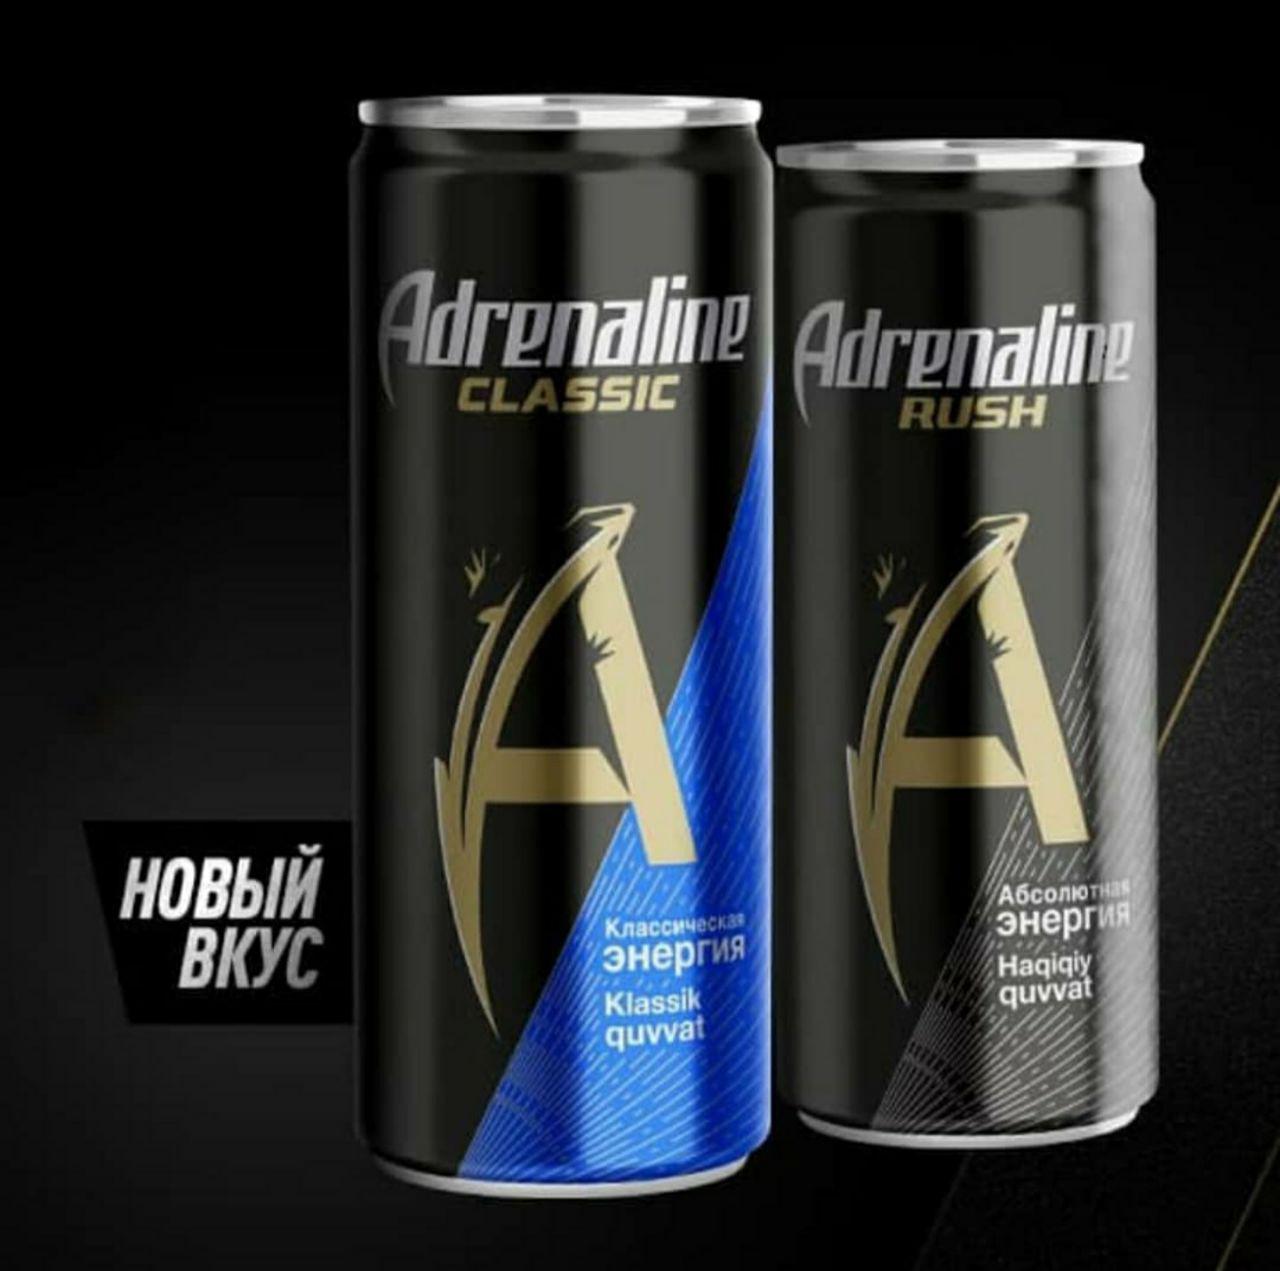 Adrenaline
CLASSIC
Классическая
энергия
Klassik
quvvat
Adrenaline
RUSH
Абсолютная
энергия
Haqiqiy
quvvat
НОВЫЙ
ВКУС